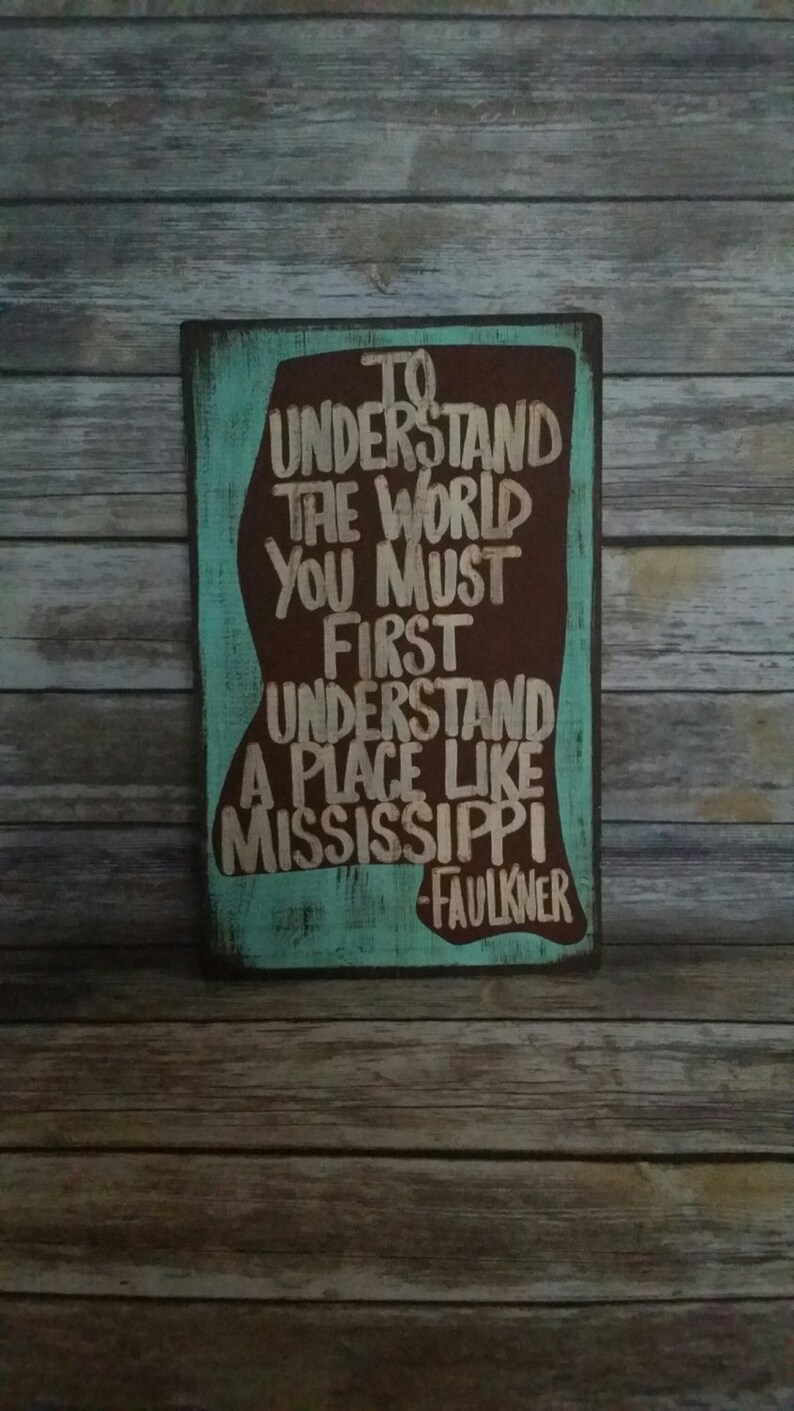 TO
UNDERSTAND
THE WORLD
YOU MUST
FIRST
UNDERSTAND
A PLACE LIKE
MISSISSIPPI
-FAULKNER